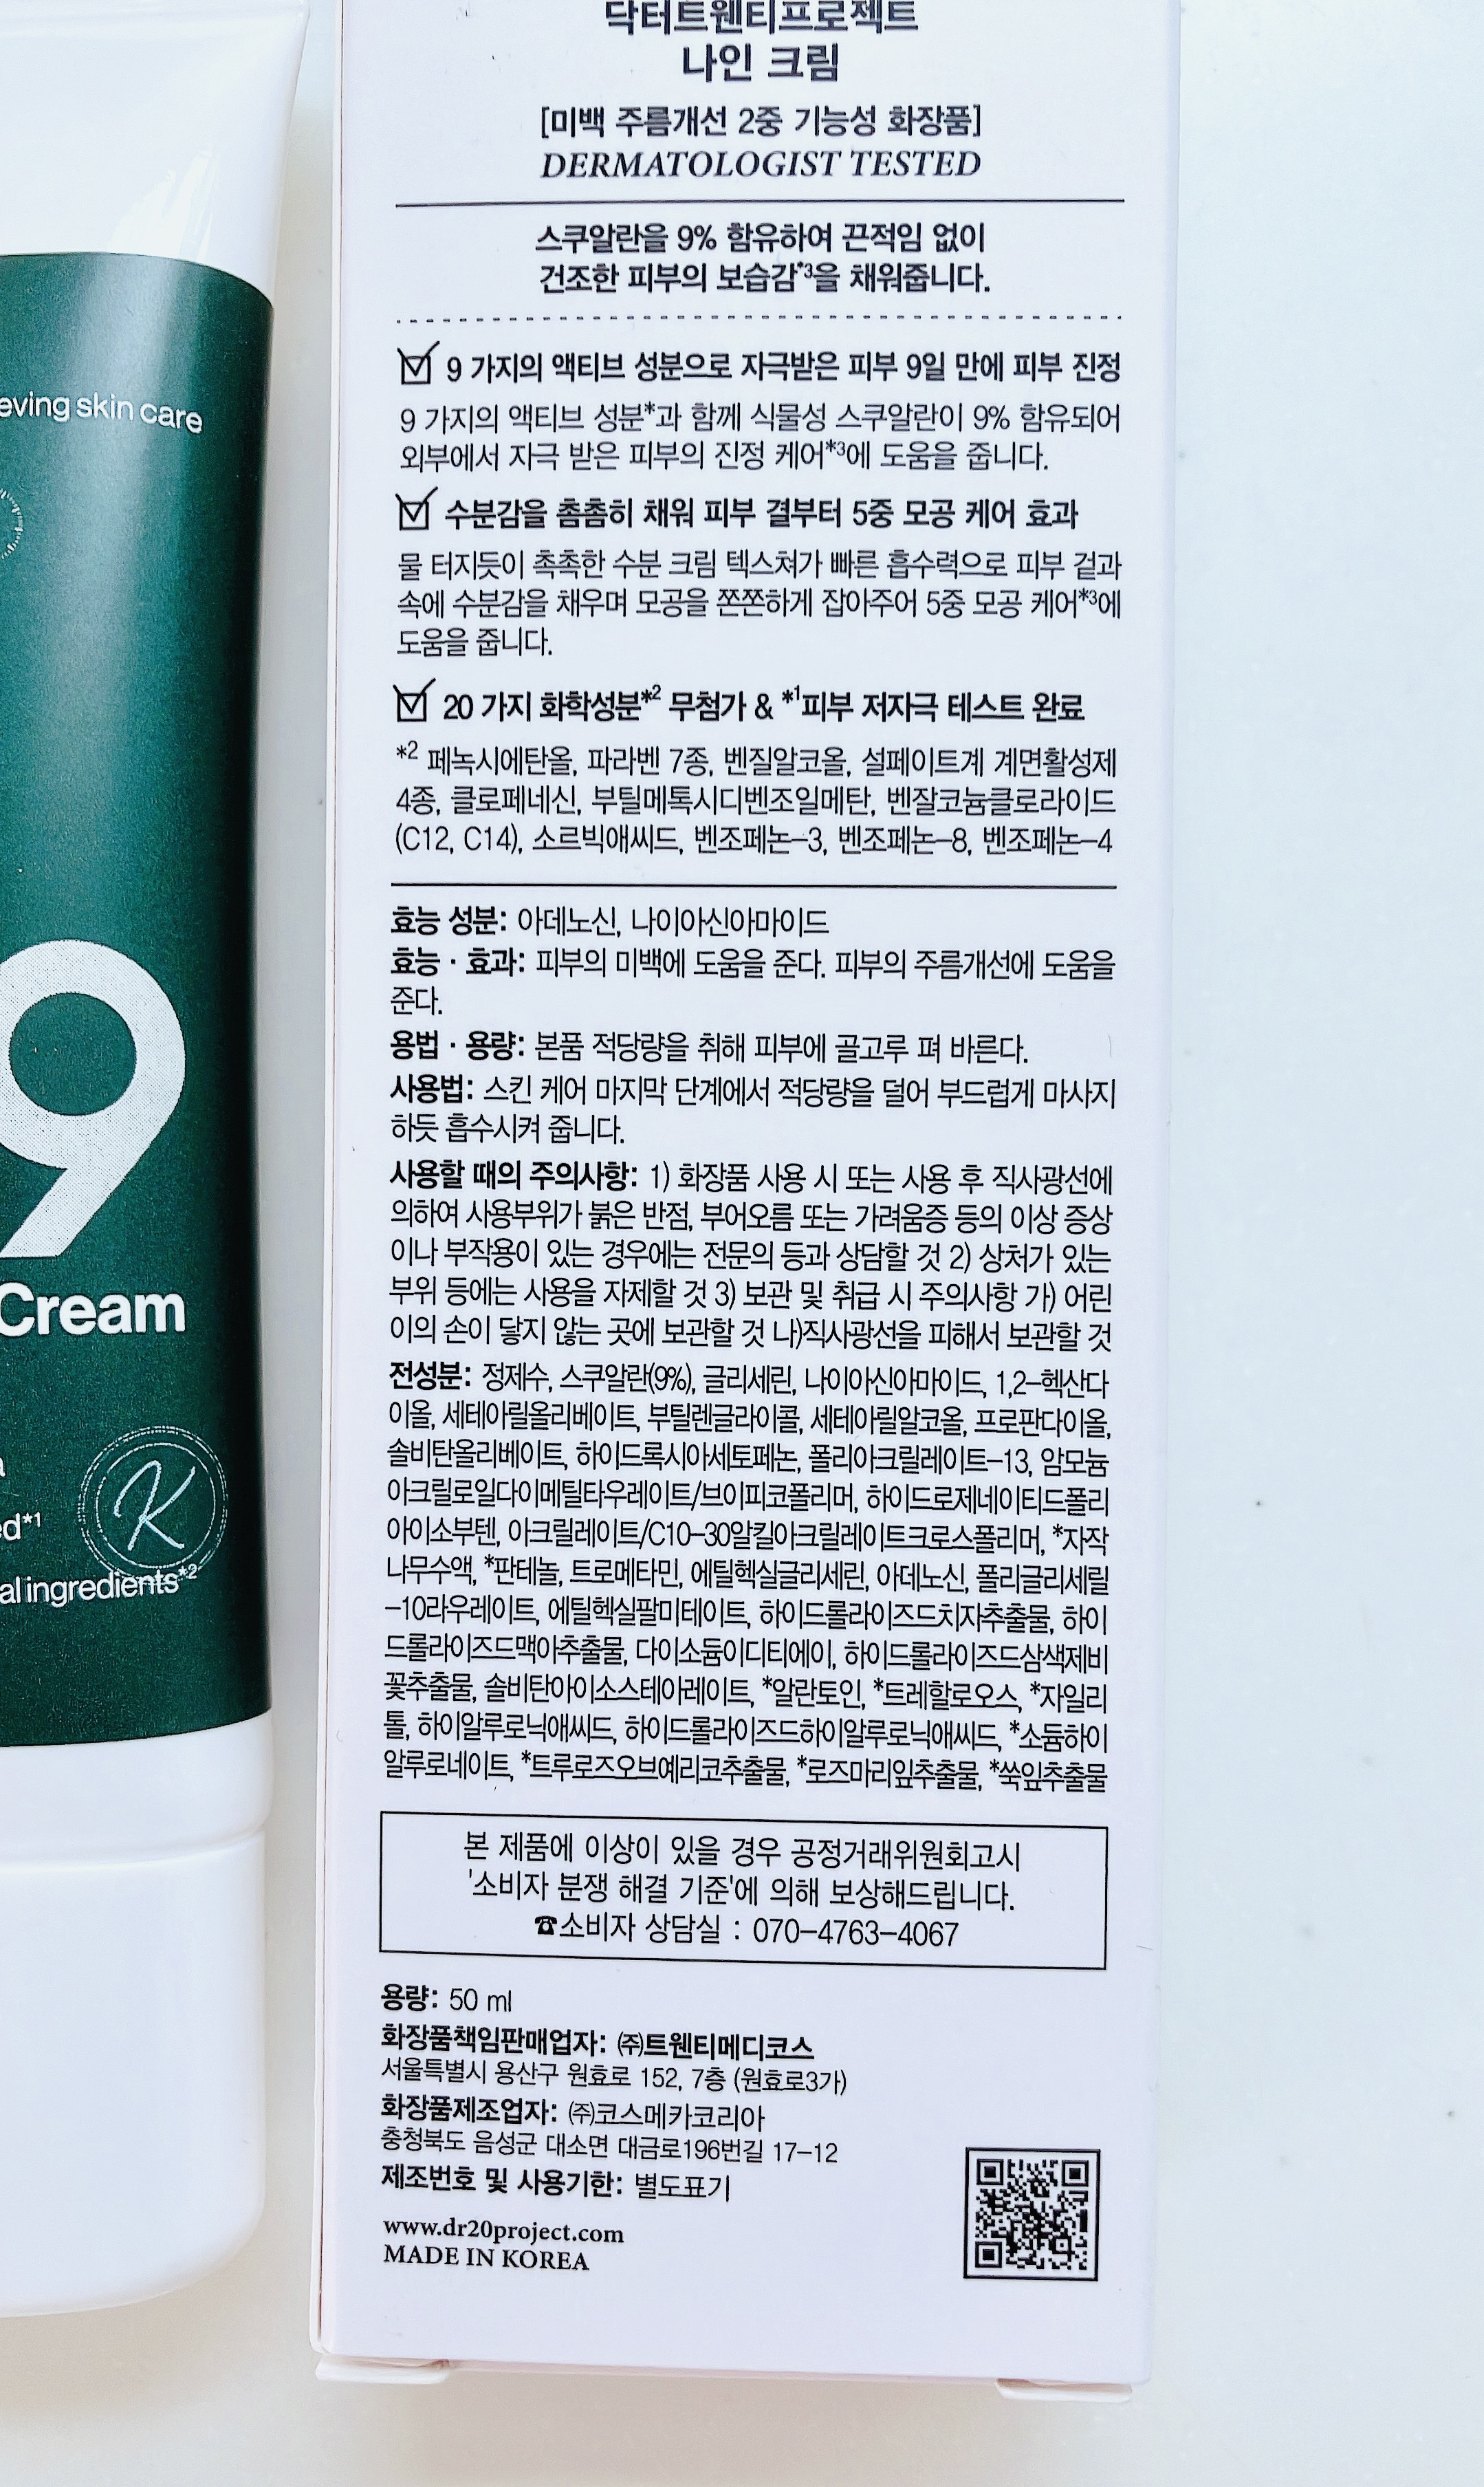 닥터트웬티프로젝트
나인 크림
[미백 주름개선 2중 기능성 화장품]
DERMATOLOGIST TESTED
스쿠알란을 9% 함유하여 끈적임 없이
건조한 피부의 보습감*3을 채워줍니다.
9 가지의 액티브 성분으로 자극받은 피부 9일 만에 피부 진정
9 가지의 액티브 성분*과 함께 식물성 스쿠알란이 9% 함유되어
외부에서 자극 받은 피부의 진정 케어*3에 도움을 줍니다.
수분감을 촘촘히 채워 피부 결부터 5중 모공 케어 효과
물 터지듯이 촉촉한 수분 크림 텍스쳐가 빠른 흡수력으로 피부 겉과
속에 수분감을 채우며 모공을 쫀쫀하게 잡아주어 5중 모공 케어*3에
도움을 줍니다.
20 가지 화학성분*2 무첨가 & *1피부 저자극 테스트 완료
*2 페녹시에탄올, 파라벤 7종, 벤질알코올, 설페이트계 계면활성제
4종, 클로페네신, 부틸메톡시디벤조일메탄, 벤잘코늄클로라이드
(C12, C14), 소르빅애씨드, 벤조페논-3, 벤조페논-8, 벤조페논-4
효능 성분: 아데노신, 나이아신아마이드
효능 · 효과: 피부의 미백에 도움을 준다. 피부의 주름개선에 도움을
준다.
용법 · 용량: 본품 적당량을 취해 피부에 골고루 펴 바른다.
사용법: 스킨 케어 마지막 단계에서 적당량을 덜어 부드럽게 마사지
하듯 흡수시켜 줍니다.
사용할 때의 주의사항: 1) 화장품 사용 시 또는 사용 후 직사광선에
의하여 사용부위가 붉은 반점, 부어오름 또는 가려움증 등의 이상 증상
이나 부작용이 있는 경우에는 전문의 등과 상담할 것 2) 상처가 있는
부위 등에는 사용을 자제할 것 3) 보관 및 취급 시 주의사항 가) 어린
이의 손이 닿지 않는 곳에 보관할 것 나)직사광선을 피해서 보관할 것
전성분: 정제수, 스쿠알란(9%), 글리세린, 나이아신아마이드, 1,2-헥산다
이올, 세테아릴올리베이트, 부틸렌글라이콜, 세테아릴알코올, 프로판다이올,
솔비탄올리베이트, 하이드록시아세토페논, 폴리아크릴레이트-13, 암모늄
아크릴로일다이메틸타우레이트/브이피코폴리머, 하이드로제네이티드폴리
아이소부텐, 아크릴레이트/C10-30알킬아크릴레이트크로스폴리머, *자작
나무수액, *판테놀, 트로메타민, 에틸헥실글리세린, 아데노신, 폴리글리세릴
-10라우레이트, 에틸헥실팔미테이트, 하이드롤라이즈드치자추출물, 하이
드롤라이즈드맥아추출물, 다이소듐이디티에이, 하이드롤라이즈드삼색제비
꽃추출물, 솔비탄아이소스테아레이트, *알란토인, *트레할로오스, *자일리
톨, 하이알루로닉애씨드, 하이드롤라이즈드하이알루로닉애씨드, *소듐하이
알루로네이트, *트루로즈오브예리코추출물, *로즈마리잎추출물, *쑥잎추출물
본 제품에 이상이 있을 경우 공정거래위원회고시
'소비자 분쟁 해결 기준'에 의해 보상해드립니다.
☎소비자 상담실 : 070-4763-4067
용량: 50 ml
화장품책임판매업자: ㈜트웬티메디코스
서울특별시 용산구 원효로 152, 7층 (원효로3가)
화장품제조업자: ㈜코스메카코리아
충청북도 음성군 대소면 대금로196번길 17-12
제조번호 및 사용기한: 별도표기
www.dr20project.com
MADE IN KOREA
eving skin care
9
Cream
K
ed*1
al ingredients*2